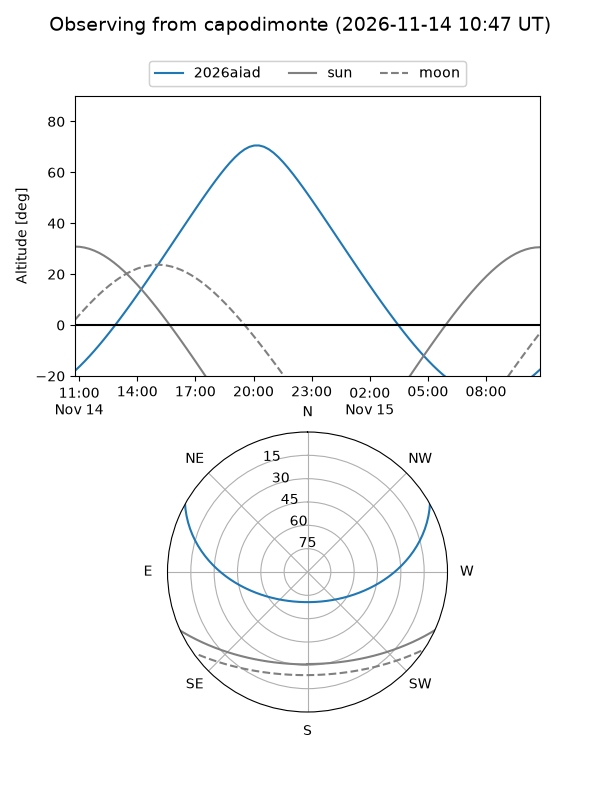 Observing from capodimonte (2026-11-14 10:47 UT)
2026aiad sun moon
Altitude [deg]
80
60
40
20
0
−20
11:00 14:00 17:00 20:00 23:00 02:00 05:00 08:00
Nov 14 Nov 15
N
NE NW
15
30
45
60
75
E W
SE SW
S